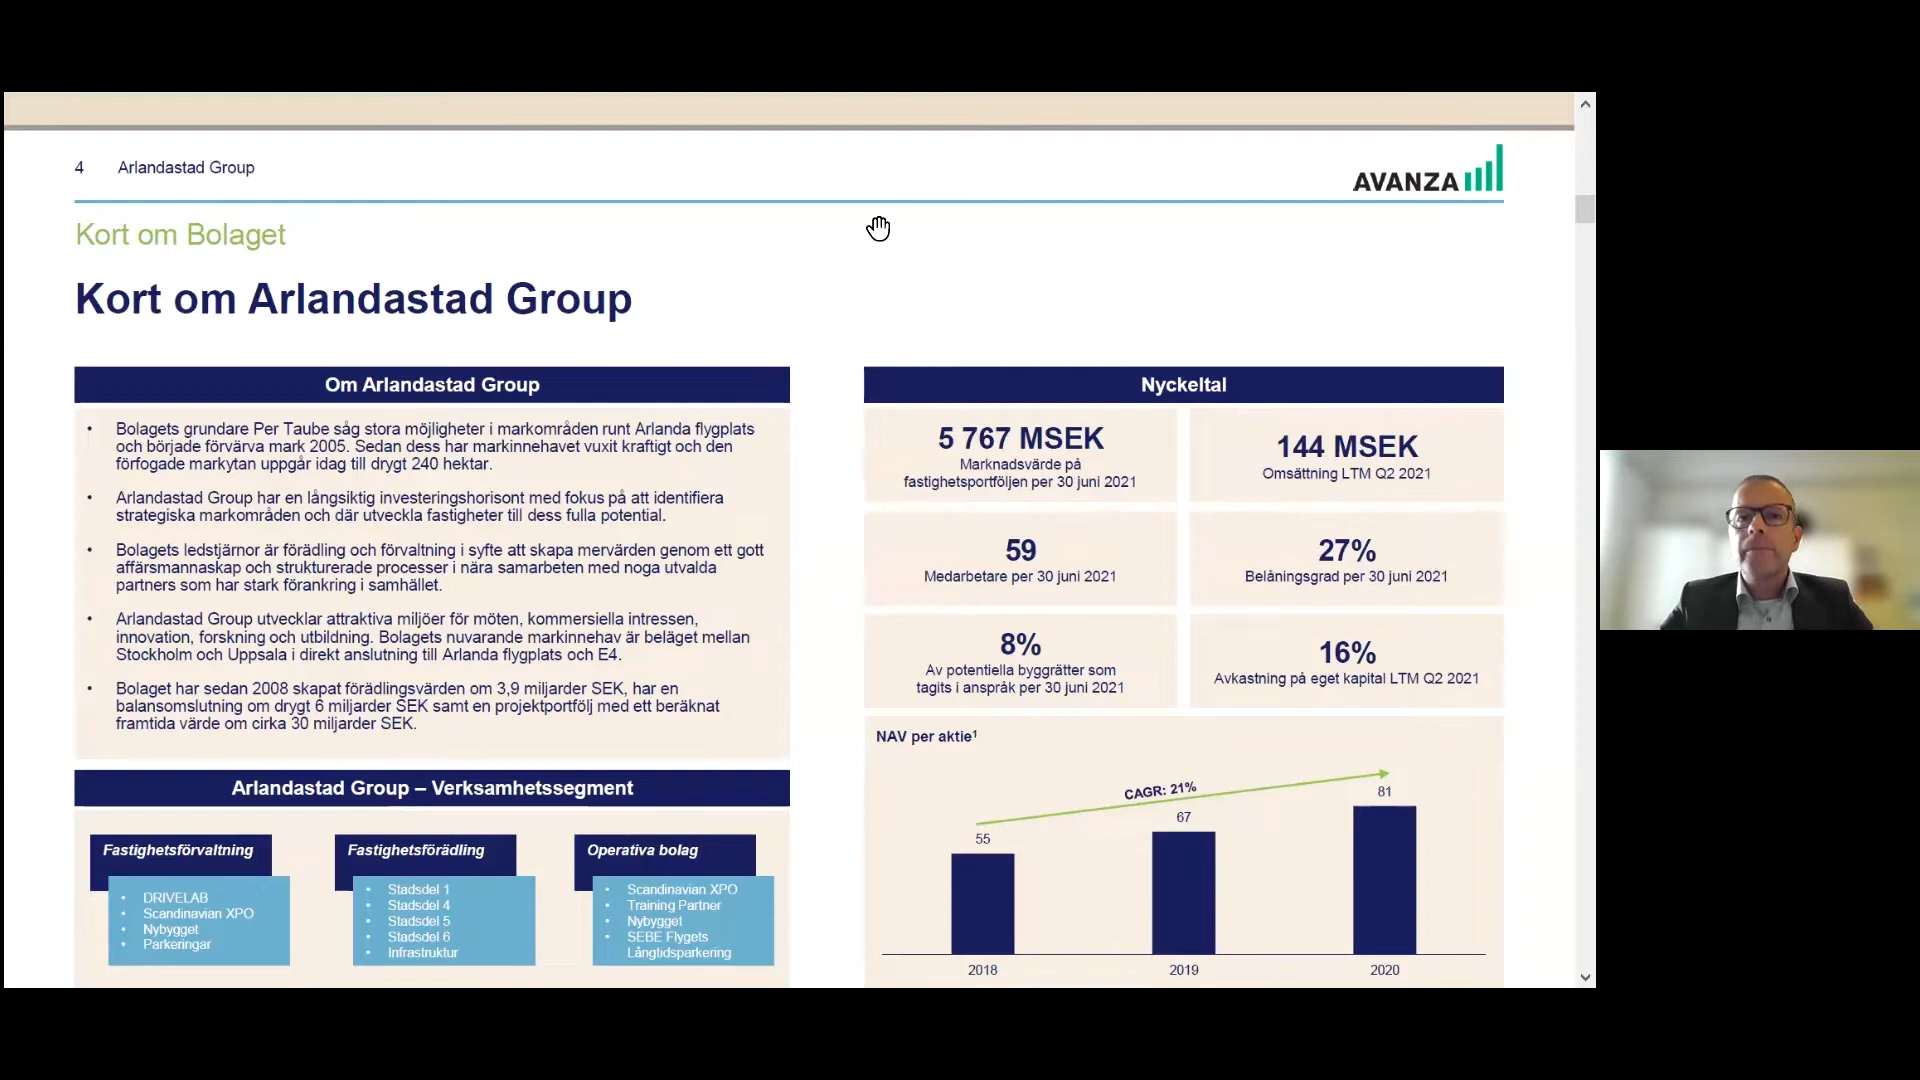 4 Arlandastad Group
AVANZA
Kort om Bolaget
Kort om Arlandastad Group
Om Arlandastad Group
• Bolagets grundare Per Taube såg stora möjligheter i markområden runt Arlanda flygplats
och började förvärva mark 2005. Sedan dess har markinnehavet vuxit kraftigt och den
förfogade markytan uppgår idag till drygt 240 hektar.
• Arlandastad Group har en långsiktig investeringshorisont med fokus på att identifiera
strategiska markområden och där utveckla fastigheter till dess fulla potential.
• Bolagets ledstjärnor är förädling och förvaltning i syfte att skapa mervärden genom ett gott
affärsmannaskap och strukturerade processer i nära samarbeten med noga utvalda
partners som har stark förankring i samhället.
• Arlandastad Group utvecklar attraktiva miljöer för möten, kommersiella intressen,
innovation, forskning och utbildning. Bolagets nuvarande markinnehav är beläget mellan
Stockholm och Uppsala i direkt anslutning till Arlanda flygplats och E4.
• Bolaget har sedan 2008 skapat förädlingsvärden om 3,9 miljarder SEK, har en
balansomslutning om drygt 6 miljarder SEK samt en projektportfölj med ett beräknat
framtida värde om cirka 30 miljarder SEK.
Arlandastad Group – Verksamhetssegment
Fastighetsförvaltning
• DRIVELAB
• Scandinavian XPO
• Nybygget
• Parkeringar
Fastighetsförädling
• Stadsdel 1
• Stadsdel 4
• Stadsdel 5
• Stadsdel 6
• Infrastruktur
Operativa bolag
• Scandinavian XPO
• Training Partner
• Nybygget
• SEBE Flygets
Långtidsparkering
Nyckeltal
5 767 MSEK
Marknadsvärde på
fastighetsportföljen per 30 juni 2021
144 MSEK
Omsättning LTM Q2 2021
59
Medarbetare per 30 juni 2021
27%
Belåningsgrad per 30 juni 2021
8%
Av potentiella byggrätter som
tagits i anspråk per 30 juni 2021
16%
Avkastning på eget kapital LTM Q2 2021
NAV per aktie¹
CAGR: 21%
55
67
81
2018
2019
2020